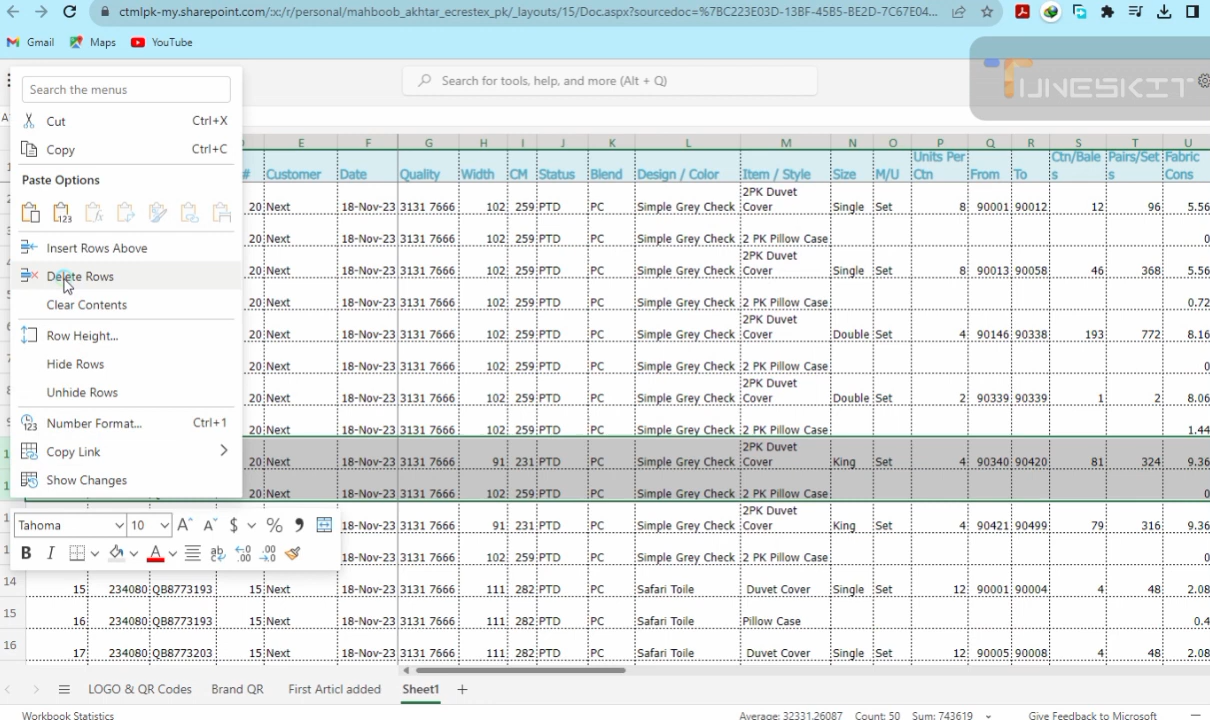 ctmlpk-my.sharepoint.com/:x:/r/personal/mahboob_akhtar_ecrestex_pk/_layouts/15/Doc.aspx?sourcedoc=%7BC223E03D-13BF-45B5-BE2D-7C67E04...
Gmail Maps YouTube
Search for tools, help, and more (Alt + Q)
TUNESKIT
Search the menus
Cut Ctrl+X
Copy Ctrl+C
Paste Options
Insert Rows Above
Delete Rows
Clear Contents
Row Height...
Hide Rows
Unhide Rows
Number Format... Ctrl+1
Copy Link
Show Changes
Tahoma 10 A A $ % 9
B I A ab
E F G H I J K L M N O P Q R S T U
# Customer Date Quality Width CM Status Blend Design / Color Item / Style Size M/U Units Per Ctn From To Ctn/Bales Pairs/Sets Fabric Cons
20 Next 18-Nov-23 3131 7666 102 259 PTD PC Simple Grey Check 2PK Duvet Cover Single Set 8 90001 90012 12 96 5.56
20 Next 18-Nov-23 3131 7666 102 259 PTD PC Simple Grey Check 2 PK Pillow Case 0
20 Next 18-Nov-23 3131 7666 102 259 PTD PC Simple Grey Check 2PK Duvet Cover Single Set 8 90013 90058 46 368 5.56
20 Next 18-Nov-23 3131 7666 102 259 PTD PC Simple Grey Check 2 PK Pillow Case 0.72
20 Next 18-Nov-23 3131 7666 102 259 PTD PC Simple Grey Check 2PK Duvet Cover Double Set 4 90146 90338 193 772 8.16
20 Next 18-Nov-23 3131 7666 102 259 PTD PC Simple Grey Check 2 PK Pillow Case 0
20 Next 18-Nov-23 3131 7666 102 259 PTD PC Simple Grey Check 2PK Duvet Cover Double Set 2 90339 90339 1 2 8.06
20 Next 18-Nov-23 3131 7666 102 259 PTD PC Simple Grey Check 2 PK Pillow Case 1.44
20 Next 18-Nov-23 3131 7666 91 231 PTD PC Simple Grey Check 2PK Duvet Cover King Set 4 90340 90420 81 324 9.36
20 Next 18-Nov-23 3131 7666 102 259 PTD PC Simple Grey Check 2 PK Pillow Case 0
18-Nov-23 3131 7666 91 231 PTD PC Simple Grey Check 2PK Duvet Cover King Set 4 90421 90499 79 316 9.36
18-Nov-23 3131 7666 102 259 PTD PC Simple Grey Check 2 PK Pillow Case 0
14 15 234080 QB8773193 15 Next 18-Nov-23 3131 7666 111 282 PTD PC Safari Toile Duvet Cover Single Set 12 90001 90004 4 48 2.08
15 16 234080 QB8773193 15 Next 18-Nov-23 3131 7666 111 282 PTD PC Safari Toile Pillow Case 0.4
16 17 234080 QB8773203 15 Next 18-Nov-23 3131 7666 111 282 PTD PC Safari Toile Duvet Cover Single Set 12 90005 90008 4 48 2.08
LOGO & QR Codes Brand QR First Articl added Sheet1
Workbook Statistics Average: 32331.26087 Count: 50 Sum: 743619 Give Feedback to Microsoft